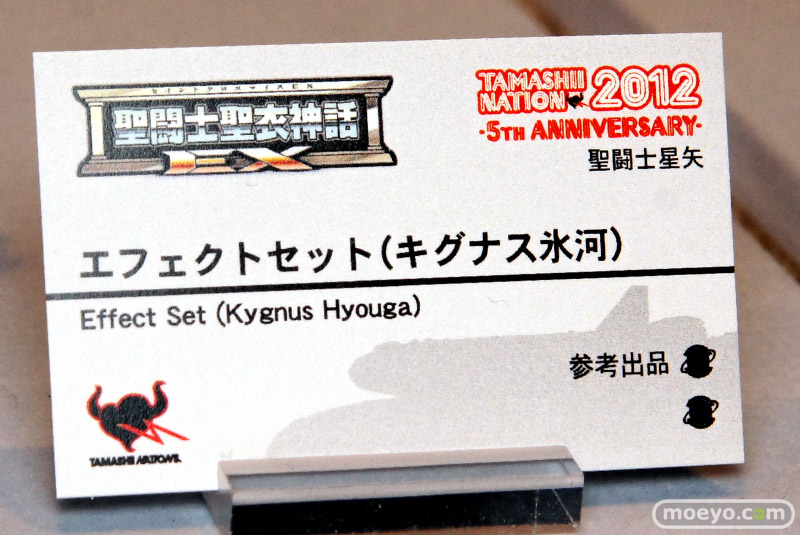 聖闘士聖衣神話
EX
TAMASHII
NATION 2012
-5TH ANNIVERSARY-
聖闘士星矢
エフェクトセット(キグナス氷河)
Effect Set (Kygnus Hyouga)
参考出品
TAMASHII NATIONS.
moeyo.com